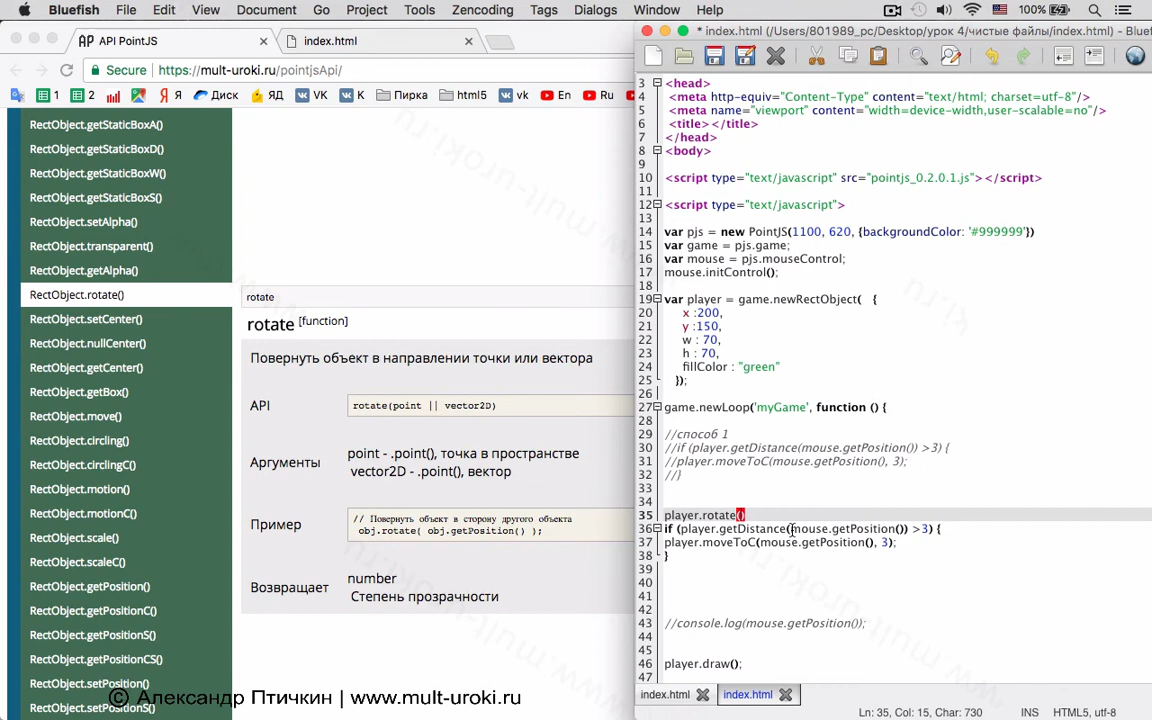 Bluefish File Edit View Document Go Project Tools Encoding Tags Dialogs Help 100%
AP API PointJS index.html
Secure https://mult-uroki.ru/pointjsApi/
1 2 Я Диск ЯД VK K Пирка html5 vk En Ru
RectObject.getStaticBoxA()
RectObject.getStaticBoxD()
RectObject.getStaticBoxW()
RectObject.getStaticBoxS()
RectObject.setAlpha()
RectObject.transparent()
RectObject.getAlpha()
RectObject.rotate()
RectObject.setCenter()
RectObject.nullCenter()
RectObject.getCenter()
RectObject.getBox()
RectObject.move()
RectObject.circling()
RectObject.circlingC()
RectObject.motion()
RectObject.motionC()
RectObject.scale()
RectObject.scaleC()
RectObject.getPosition()
RectObject.getPositionC()
RectObject.getPositionS()
RectObject.getPositionCS()
RectObject.setPosition()
RectObject.setPositionS()
rotate
rotate [function]
Повернуть объект в направлении точки или вектора
API rotate(point || vector2D)
Аргументы point - .point(), точка в пространстве
vector2D - .point(), вектор
Пример // Повернуть объект в сторону другого объекта
obj.rotate( obj.getPosition() );
Возвращает number
Степень прозрачности
* index.html (/Users/801989_pc/Desktop/урок 4/чистые файлы/index.html) - Bluef
3 <head>
4 <meta http-equiv="Content-Type" content="text/html; charset=utf-8"/>
5 <meta name="viewport" content="width=device-width,user-scalable=no"/>
6 <title></title>
7 </head>
8 <body>
9
10 <script type="text/javascript" src="pointjs_0.2.0.1.js"></script>
11
12 <script type="text/javascript">
13
14 var pjs = new PointJS(1100, 620, {backgroundColor: '#999999'})
15 var game = pjs.game;
16 var mouse = pjs.mouseControl;
17 mouse.initControl();
18
19 var player = game.newRectObject( {
20 x :200,
21 y :150,
22 w : 70,
23 h : 70,
24 fillColor : "green"
25 });
26
27 game.newLoop('myGame', function () {
28
29 //способ 1
30 //if (player.getDistance(mouse.getPosition()) >3) {
31 //player.moveToC(mouse.getPosition(), 3);
32 //}
33
34
35 player.rotate()
36 if (player.getDistance(mouse.getPosition()) >3) {
37 player.moveToC(mouse.getPosition(), 3);
38 }
39
40
41
42
43 //console.log(mouse.getPosition());
44
45
46 player.draw();
47
index.html index.html
Ln: 35, Col: 15, Char: 730 INS HTML5, utf-8
© Александр Птичкин | www.mult-uroki.ru